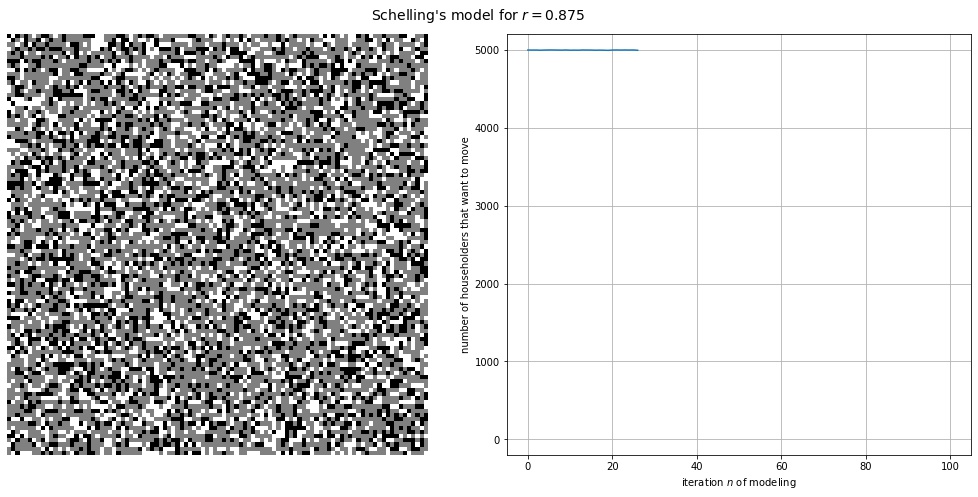 Schelling's model for r = 0.875
5000
4000
3000
2000
1000
0
number of householders that want to move
0 20 40 60 80 100
iteration n of modeling